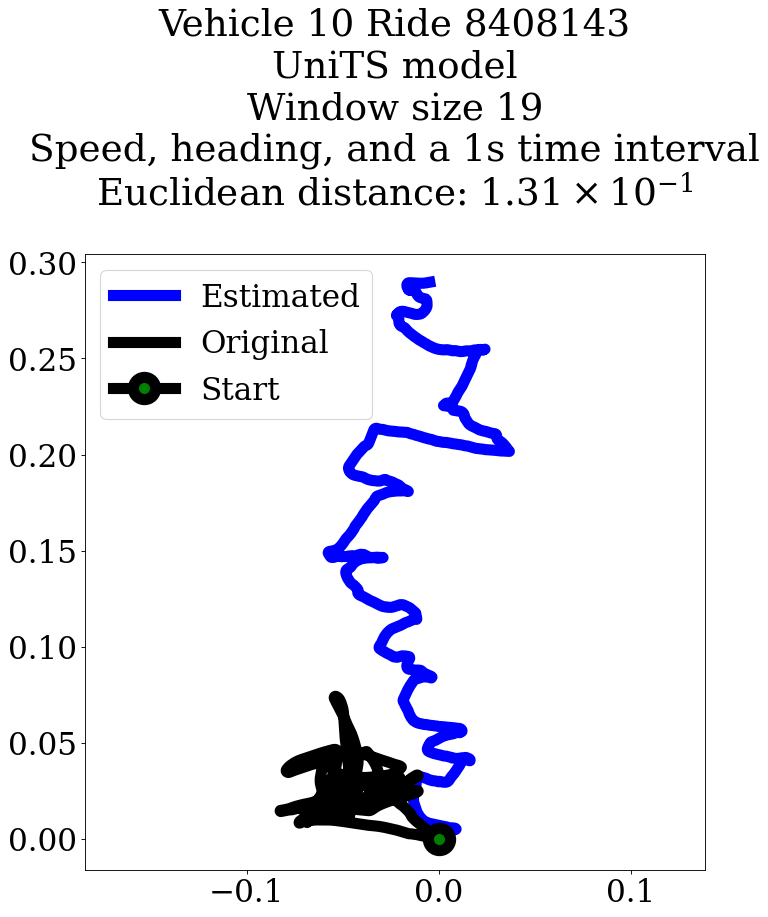 Vehicle 10 Ride 8408143
UniTS model
Window size 19
Speed, heading, and a 1s time interval
Euclidean distance: $1.31 \times 10^{-1}$
0.30
0.25
0.20
0.15
0.10
0.05
0.00
Estimated
Original
Start
−0.1
0.0
0.1